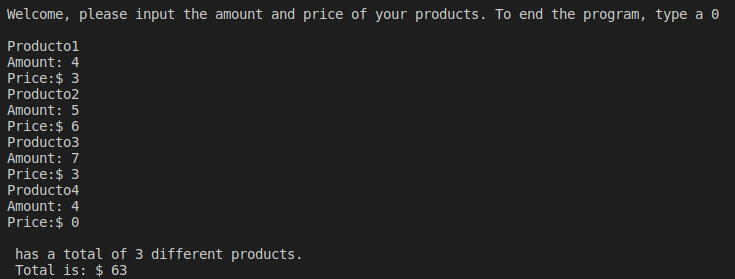 Welcome, please input the amount and price of your products. To end the program, type a 0
Producto1
Amount: 4
Price:$ 3
Producto2
Amount: 5
Price:$ 6
Producto3
Amount: 7
Price:$ 3
Producto4
Amount: 4
Price:$ 0
has a total of 3 different products.
Total is: $ 63